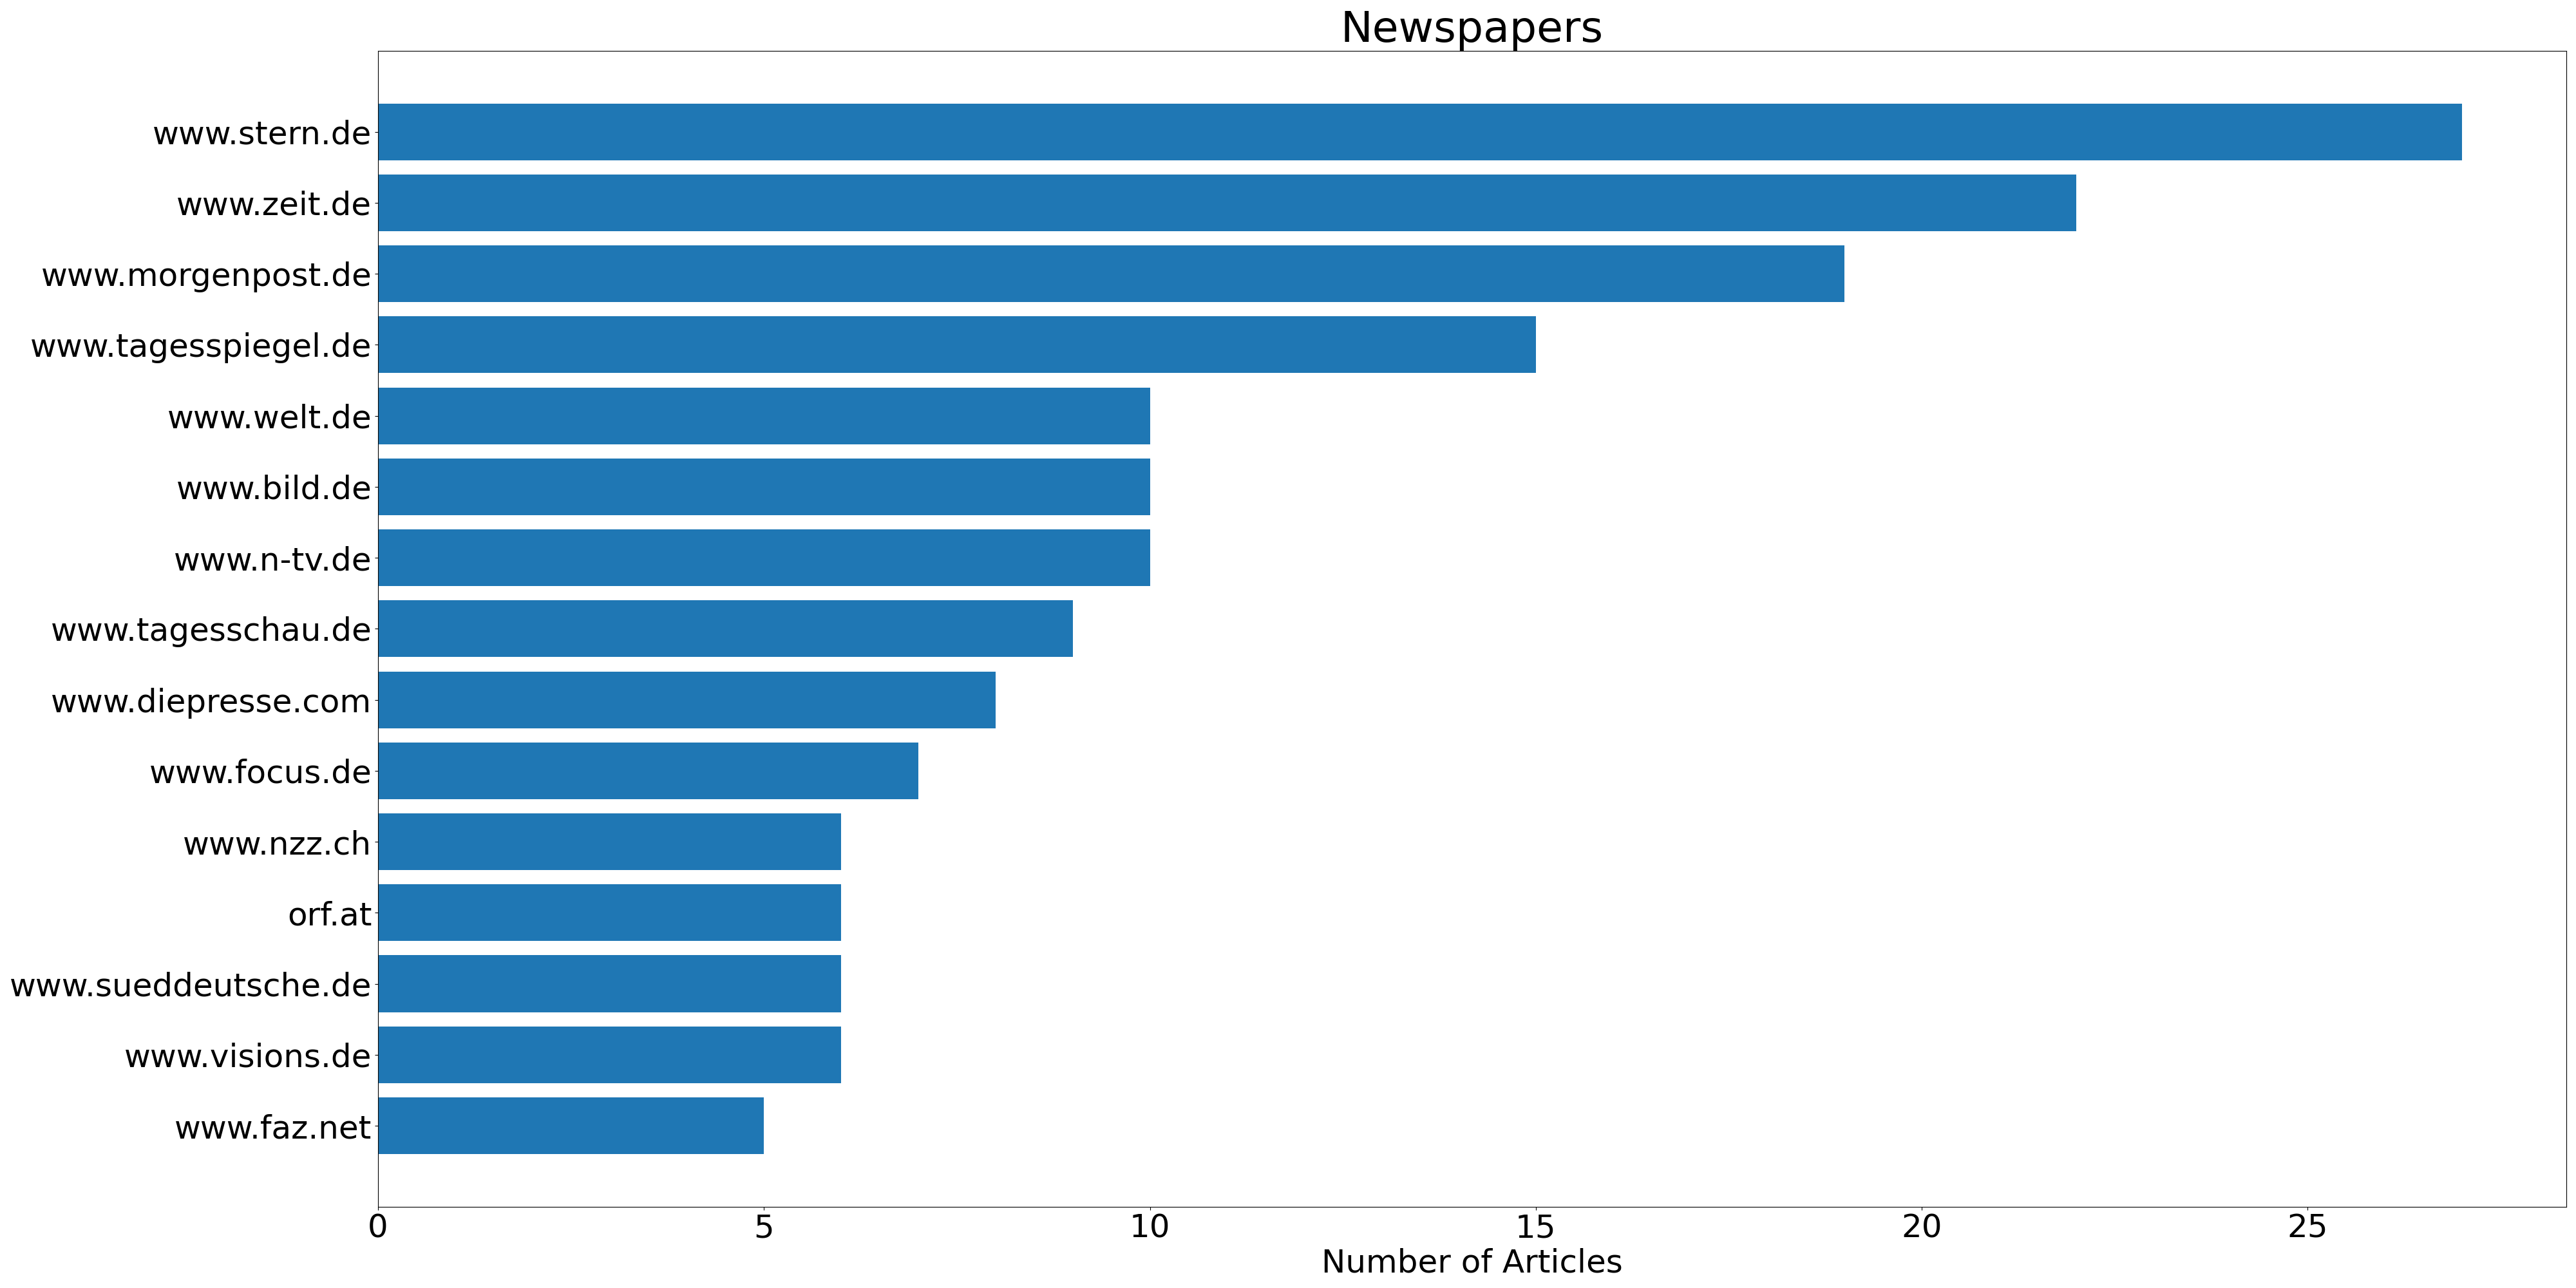 Newspapers
www.stern.de
www.zeit.de
www.morgenpost.de
www.tagesspiegel.de
www.welt.de
www.bild.de
www.n-tv.de
www.tagesschau.de
www.diepresse.com
www.focus.de
www.nzz.ch
orf.at
www.sueddeutsche.de
www.visions.de
www.faz.net
0 5 10 15 20 25
Number of Articles